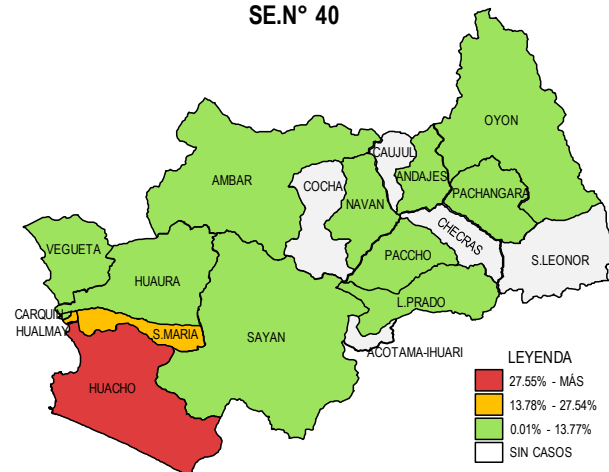 SE.N° 40
OYON
CAUJUL
ANDAJES
AMBAR
COCHA
NAVAN
PACHANGARA
CHECRAS
VEGUETA
PACCHO
S.LEONOR
HUAURA
L.PRADO
CARQUIN
HUALMAY
S.MARIA
SAYAN
ACOTAMA-IHUARI
HUACHO
LEYENDA
27.55% - MÁS
13.78% - 27.54%
0.01% - 13.77%
SIN CASOS